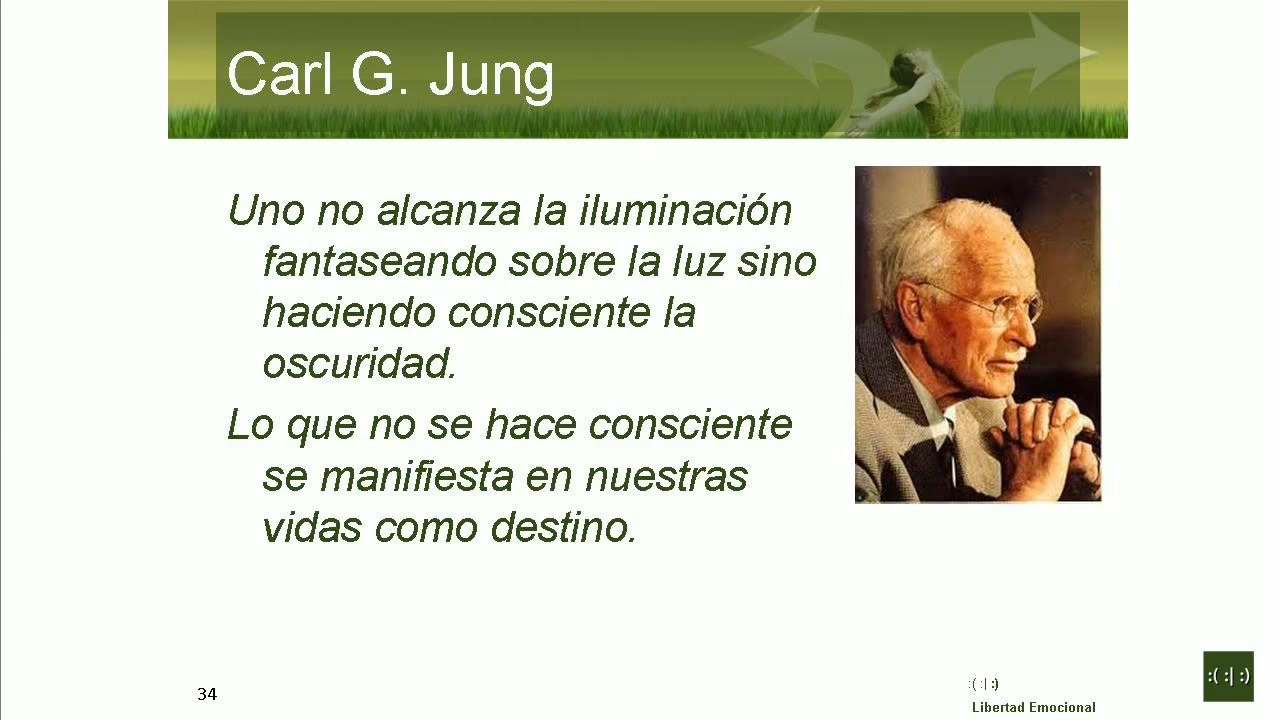 Carl G. Jung
Uno no alcanza la iluminación
fantaseando sobre la luz sino
haciendo consciente la
oscuridad.
Lo que no se hace consciente
se manifiesta en nuestras
vidas como destino.
:( :| :)
34
:( :| :)
Libertad Emocional